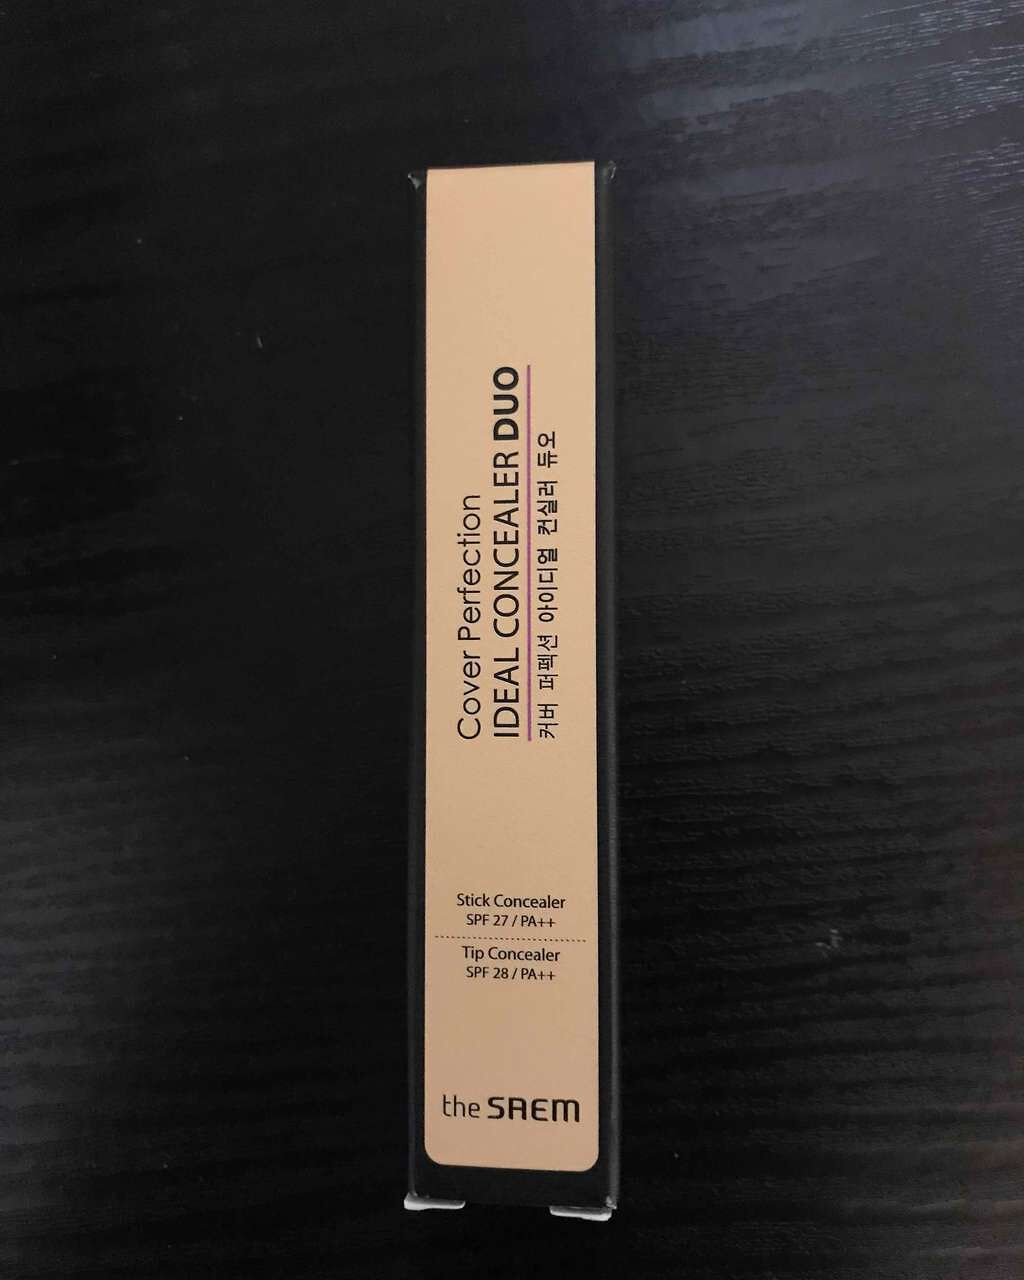 Cover Perfection
IDEAL CONCEALER DUO
커버 퍼펙션 아이디얼 컨실러 듀오
Stick Concealer
SPF 27 / PA++
Tip Concealer
SPF 28 / PA++
the SAEM